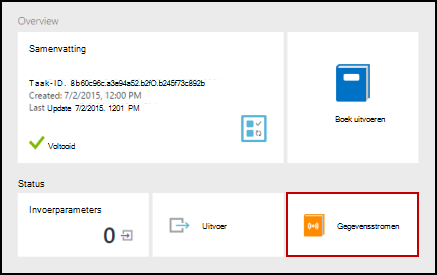 Overview
Samenvatting
Taak-ID. 8b60c96c.a3e94a52.b2f0.b245f73c892b
Created: 7/2/2015, 12:00 PM
Last Update 7/2/2015. 1201 PM
Voltooid
Boek uitvoeren
Status
Invoerparameters
0
Uitvoer
Gegevensstromen